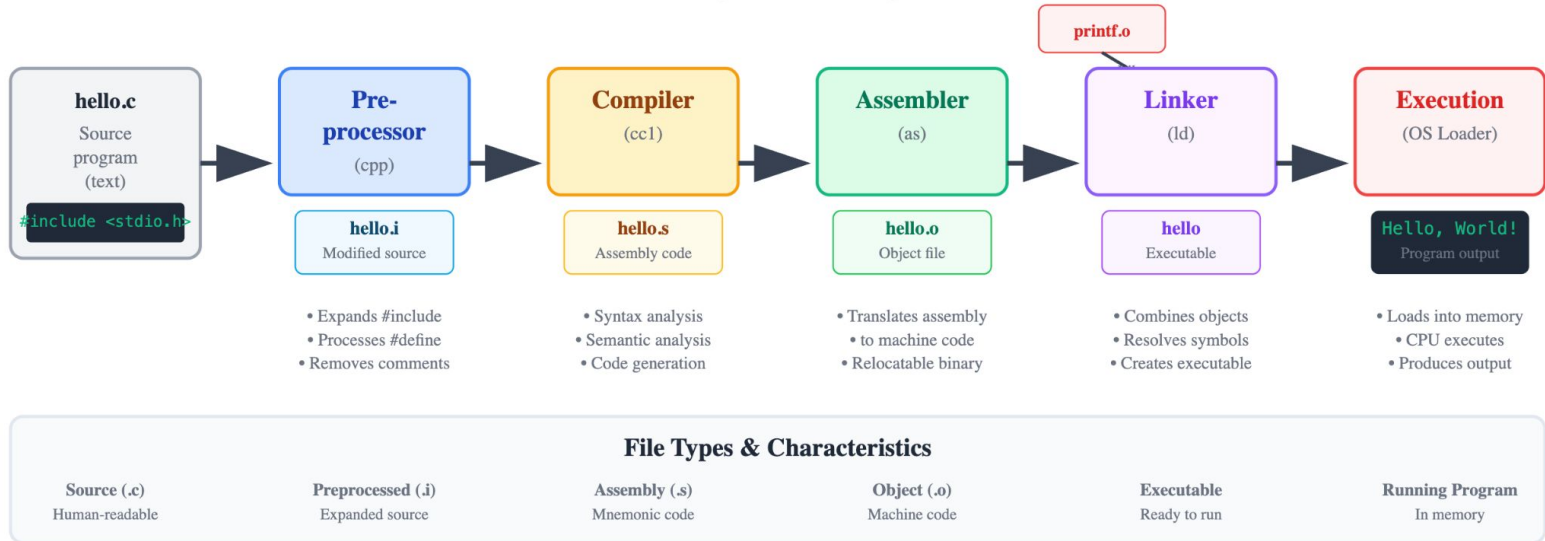 printf.o
hello.c
Source
program
(text)
#include <stdio.h>
Pre-
processor
(cpp)
hello.i
Modified source
• Expands #include
• Processes #define
• Removes comments
Compiler
(cc1)
hello.s
Assembly code
• Syntax analysis
• Semantic analysis
• Code generation
Assembler
(as)
hello.o
Object file
• Translates assembly
• to machine code
• Relocatable binary
Linker
(ld)
hello
Executable
• Combines objects
• Resolves symbols
• Creates executable
Execution
(OS Loader)
Hello, World!
Program output
• Loads into memory
• CPU executes
• Produces output
File Types & Characteristics
Source (.c)
Human-readable
Preprocessed (.i)
Expanded source
Assembly (.s)
Mnemonic code
Object (.o)
Machine code
Executable
Ready to run
Running Program
In memory